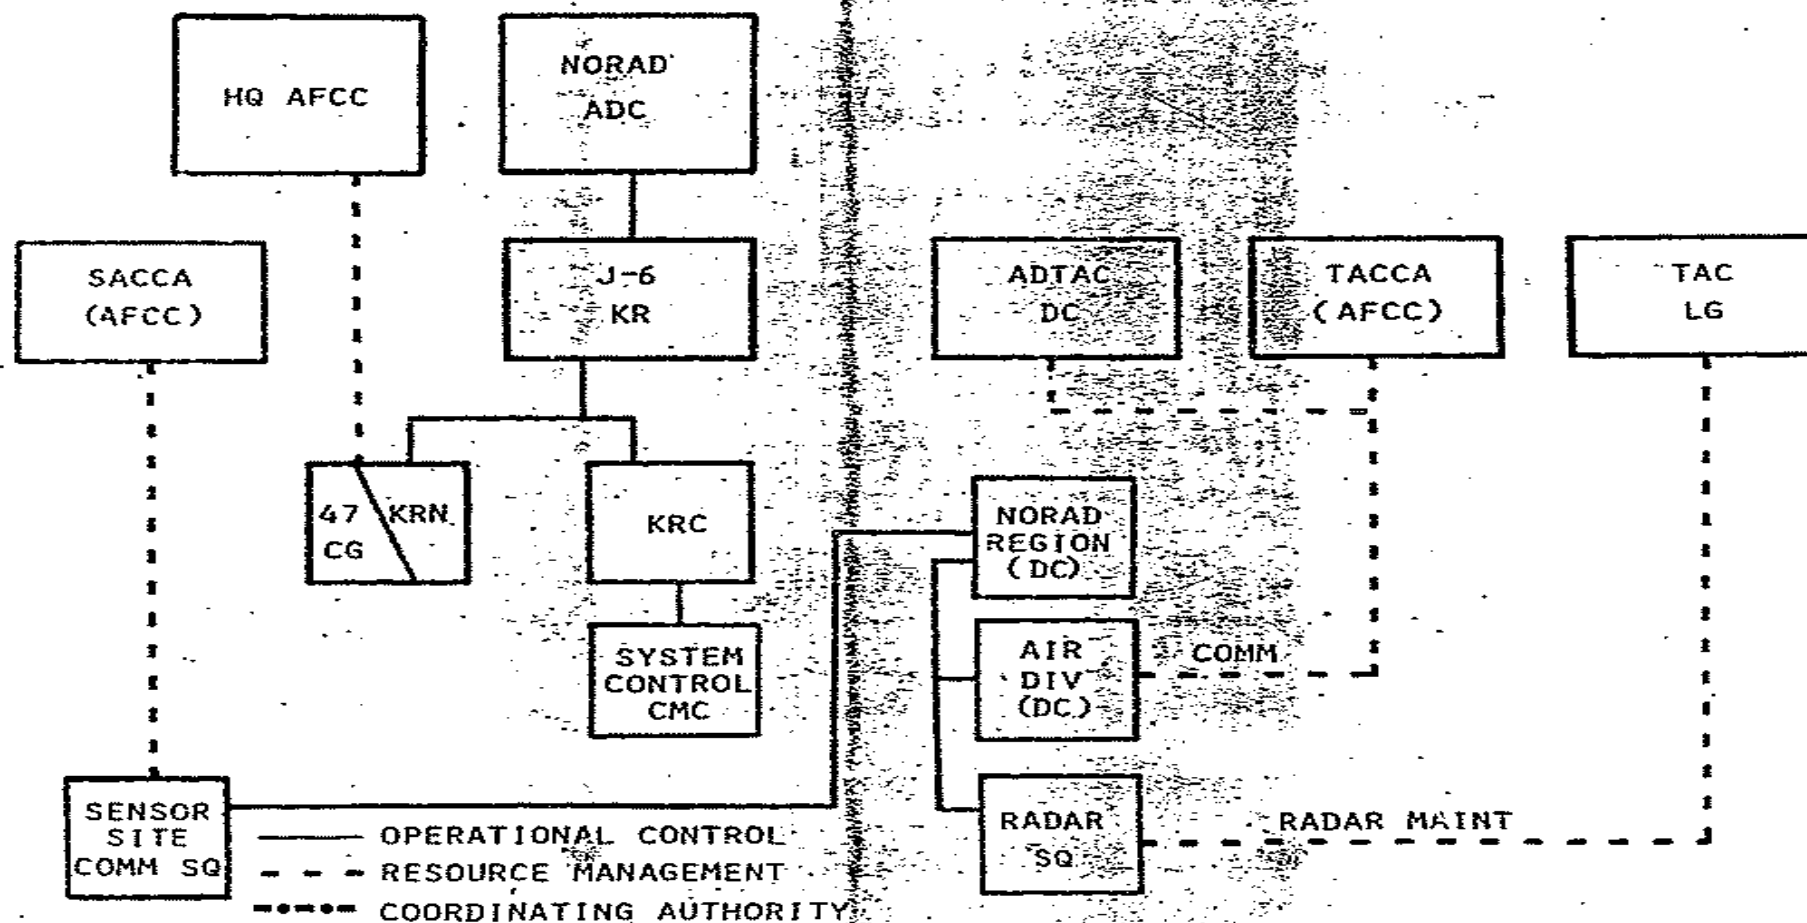 HQ AFCC
NORAD
ADC
SACCA
(AFCC)
J-6
KR
ADTAC
DC
TACCA
(AFCC)
TAC
LG
47
CG
KRN
KRC
NORAD
REGION
(DC)
SYSTEM
CONTROL
CMC
AIR
DIV
(DC)
COMM
SENSOR
SITE
COMM SQ
RADAR
SQ
RADAR MAINT
OPERATIONAL CONTROL
RESOURCE MANAGEMENT
COORDINATING AUTHORITY